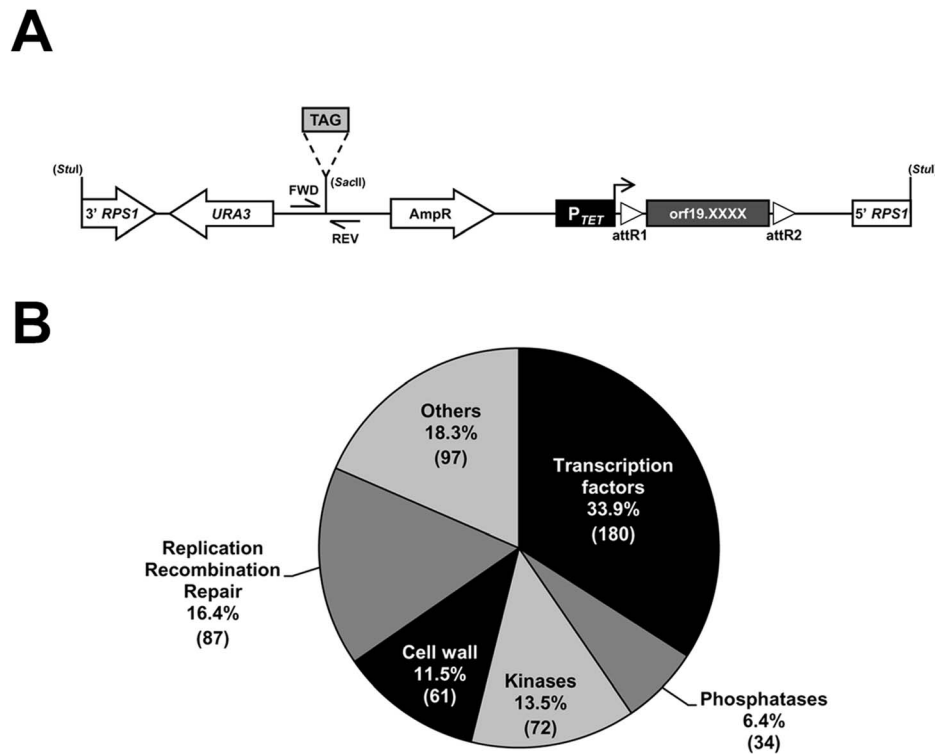 A
TAG
(StuI)
(SacII)
(StuI
FWD
3' RPS1
URA3
REV
AmpR
PTET
attR1
orf19.XXXX
attR2
5' RPS1
B
Others
18.3%
(97)
Transcription
factors
33.9%
(180)
Replication
Recombination
Repair
16.4%
(87)
Cell wall
11.5%
(61)
Kinases
13.5%
(72)
Phosphatases
6.4%
(34)